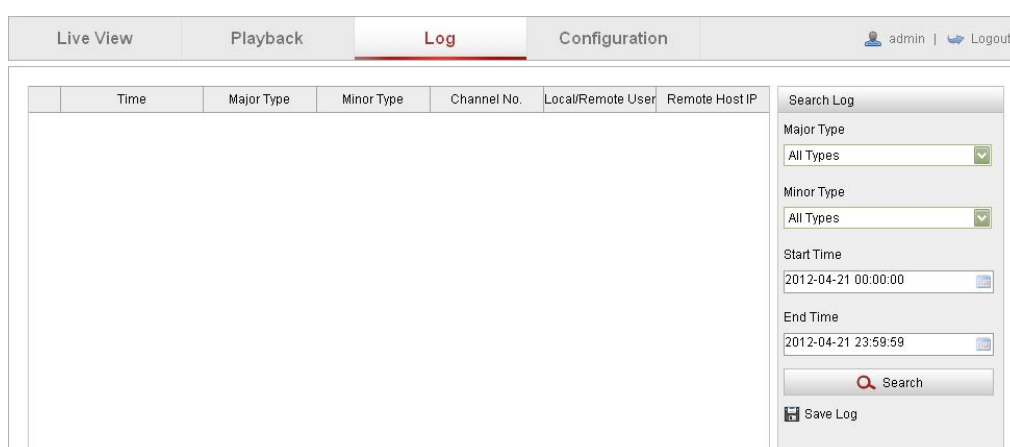 Live View Playback Log Configuration admin | Logout
Time Major Type Minor Type Channel No. Local/Remote User Remote Host IP
Search Log
Major Type
All Types
Minor Type
All Types
Start Time
2012-04-21 00:00:00
End Time
2012-04-21 23:59:59
Search
Save Log